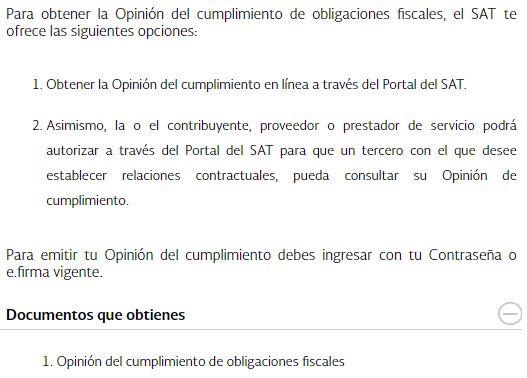 Para obtener la Opinión del cumplimiento de obligaciones fiscales, el SAT te
ofrece las siguientes opciones:
1. Obtener la Opinión del cumplimiento en línea a través del Portal del SAT.
2. Asimismo, la o el contribuyente, proveedor o prestador de servicio podrá
autorizar a través del Portal del SAT para que un tercero con el que desee
establecer relaciones contractuales, pueda consultar su Opinión de
cumplimiento.
Para emitir tu Opinión del cumplimiento debes ingresar con tu Contraseña o
e.firma vigente.
Documentos que obtienes
1. Opinión del cumplimiento de obligaciones fiscales